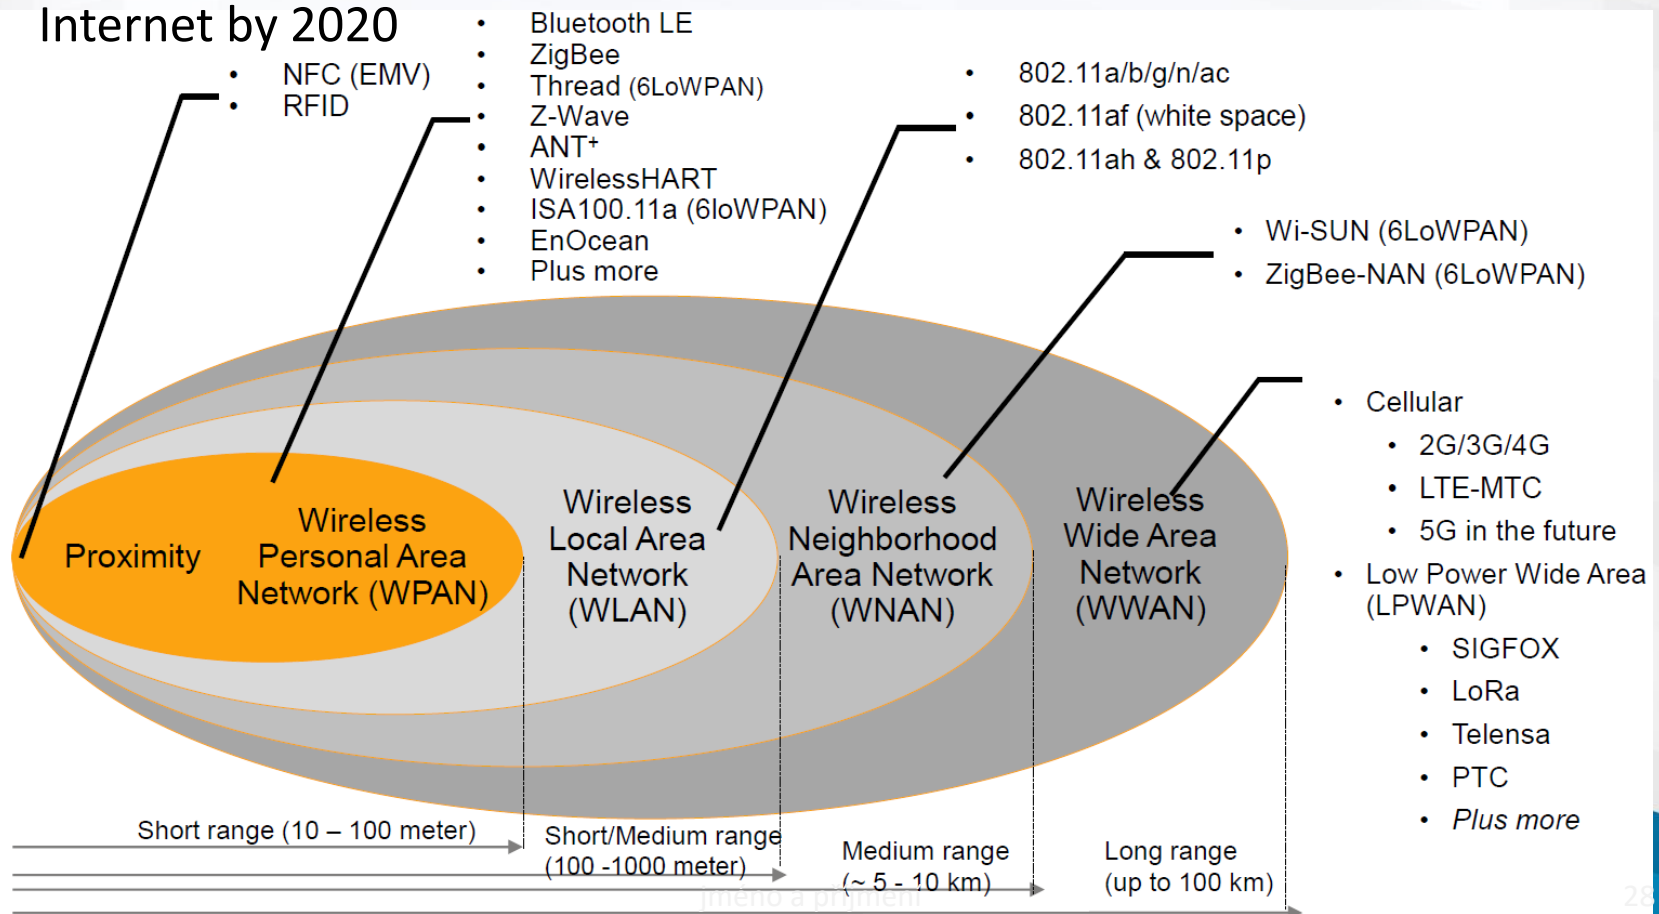 Internet by 2020
• NFC (EMV)
• RFID
• Bluetooth LE
• ZigBee
• Thread (6LoWPAN)
• Z-Wave
• ANT⁺
• WirelessHART
• ISA100.11a (6loWPAN)
• EnOcean
• Plus more
• 802.11a/b/g/n/ac
• 802.11af (white space)
• 802.11ah & 802.11p
• Wi-SUN (6LoWPAN)
• ZigBee-NAN (6LoWPAN)
• Cellular
• 2G/3G/4G
• LTE-MTC
• 5G in the future
• Low Power Wide Area
(LPWAN)
• SIGFOX
• LoRa
• Telensa
• PTC
• Plus more
Proximity
Wireless
Personal Area
Network (WPAN)
Wireless
Local Area
Network
(WLAN)
Wireless
Neighborhood
Area Network
(WNAN)
Wireless
Wide Area
Network
(WWAN)
Short range (10 – 100 meter)
Short/Medium range
(100 -1000 meter)
Medium range
(~ 5 - 10 km)
Long range
(up to 100 km)
jméno a příjmení
28